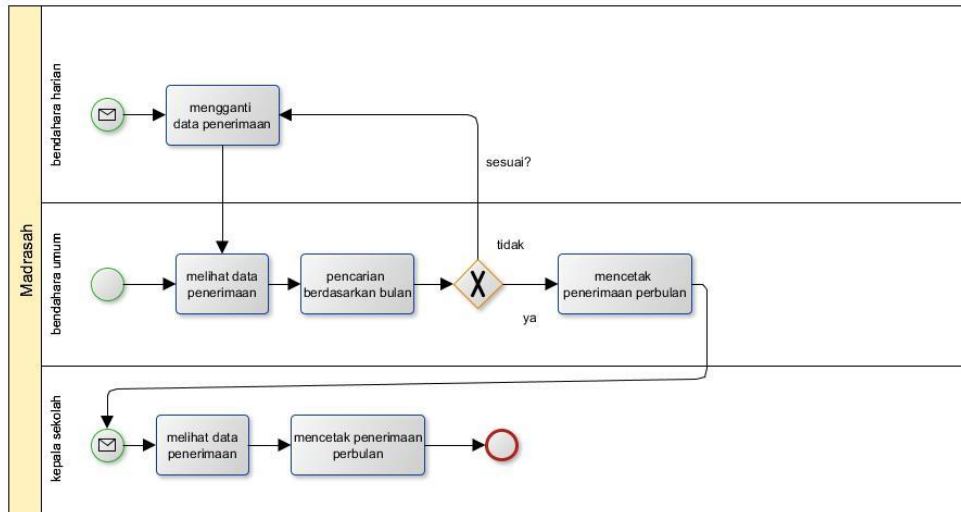 Madrasah
bendahara harian
mengganti
data penerimaan
sesuai?
bendahara umum
melihat data
penerimaan
pencarian
berdasarkan bulan
tidak
ya
mencetak
penerimaan perbulan
kepala sekolah
melihat data
penerimaan
mencetak penerimaan
perbulan